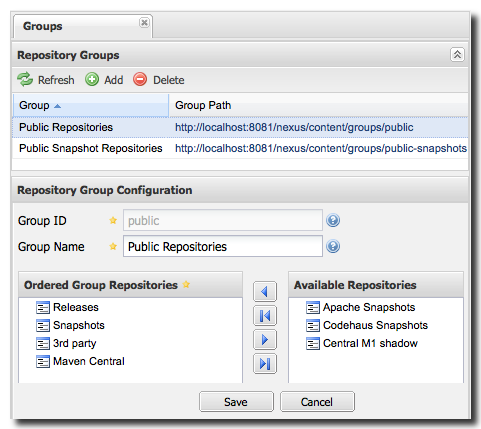 Groups
Repository Groups
Refresh Add Delete
Group Group Path
Public Repositories http://localhost:8081/nexus/content/groups/public
Public Snapshot Repositories http://localhost:8081/nexus/content/groups/public-snapshots
Repository Group Configuration
Group ID public
Group Name Public Repositories
Ordered Group Repositories Available Repositories
Releases Apache Snapshots
Snapshots Codehaus Snapshots
3rd party Central M1 shadow
Maven Central
Save Cancel